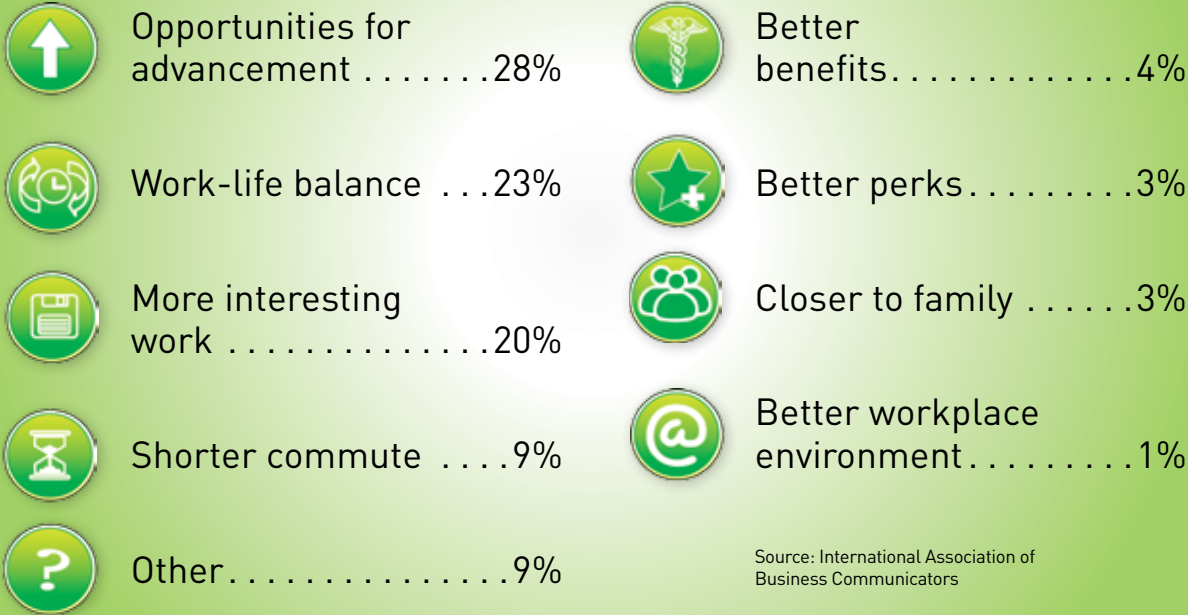 Opportunities for
advancement . . . . . . .28%
Work-life balance . . .23%
More interesting
work . . . . . . . . . . . . . .20%
Shorter commute . . . .9%
Other. . . . . . . . . . . . . . .9%
Better
benefits. . . . . . . . . . . . .4%
Better perks. . . . . . . . .3%
Closer to family . . . . . .3%
Better workplace
environment. . . . . . . . .1%
Source: International Association of
Business Communicators